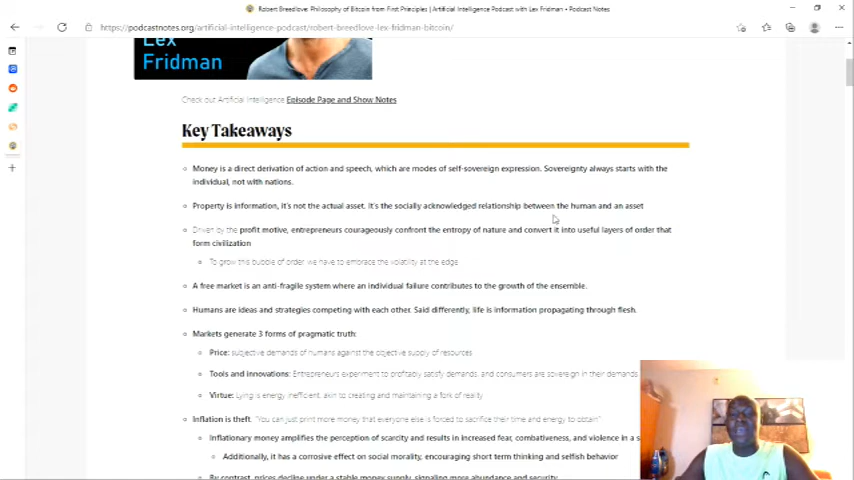 Robert Breedlove: Philosophy of Bitcoin from First Principles | Artificial Intelligence Podcast with Lex Fridman • Podcast Notes
https://podcastnotes.org/artificial-intelligence-podcast/robert-breedlove-lex-fridman-bitcoin/
Lex
Fridman
Check out Artificial Intelligence Episode Page and Show Notes
Key Takeaways
Money is a direct derivation of action and speech, which are modes of self-sovereign expression. Sovereignty always starts with the
individual, not with nations.
Property is information, it's not the actual asset. It's the socially acknowledged relationship between the human and an asset
Driven by the profit motive, entrepreneurs courageously confront the entropy of nature and convert it into useful layers of order that
form civilization
To grow this bubble of order we have to embrace the volatility at the edge
A free market is an anti-fragile system where an individual failure contributes to the growth of the ensemble.
Humans are ideas and strategies competing with each other. Said differently, life is information propagating through flesh.
Markets generate 3 forms of pragmatic truth:
Price: subjective demands of humans against the objective supply of resources
Tools and innovations: Entrepreneurs experiment to profitably satisfy demands, and consumers are sovereign in their demands
Virtue: Lying is energy inefficient, akin to creating and maintaining a fork of reality
Inflation is theft. "You can just print more money that everyone else is forced to sacrifice their time and energy to obtain"
Inflationary money amplifies the perception of scarcity and results in increased fear, combativeness, and violence in a s
Additionally, it has a corrosive effect on social morality, encouraging short term thinking and selfish behavior
By contrast, prices decline under a stable money supply, signaling more abundance and security